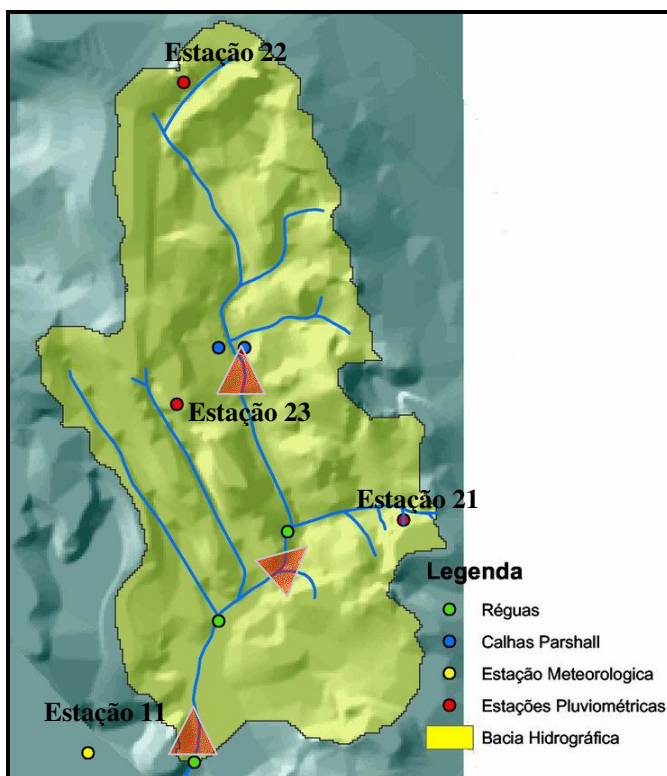 Estação 22
Estação 23
Estação 21
Estação 11
Legenda
Réguas
Calhas Parshall
Estação Meteorologica
Estações Pluviométricas
Bacia Hidrográfica